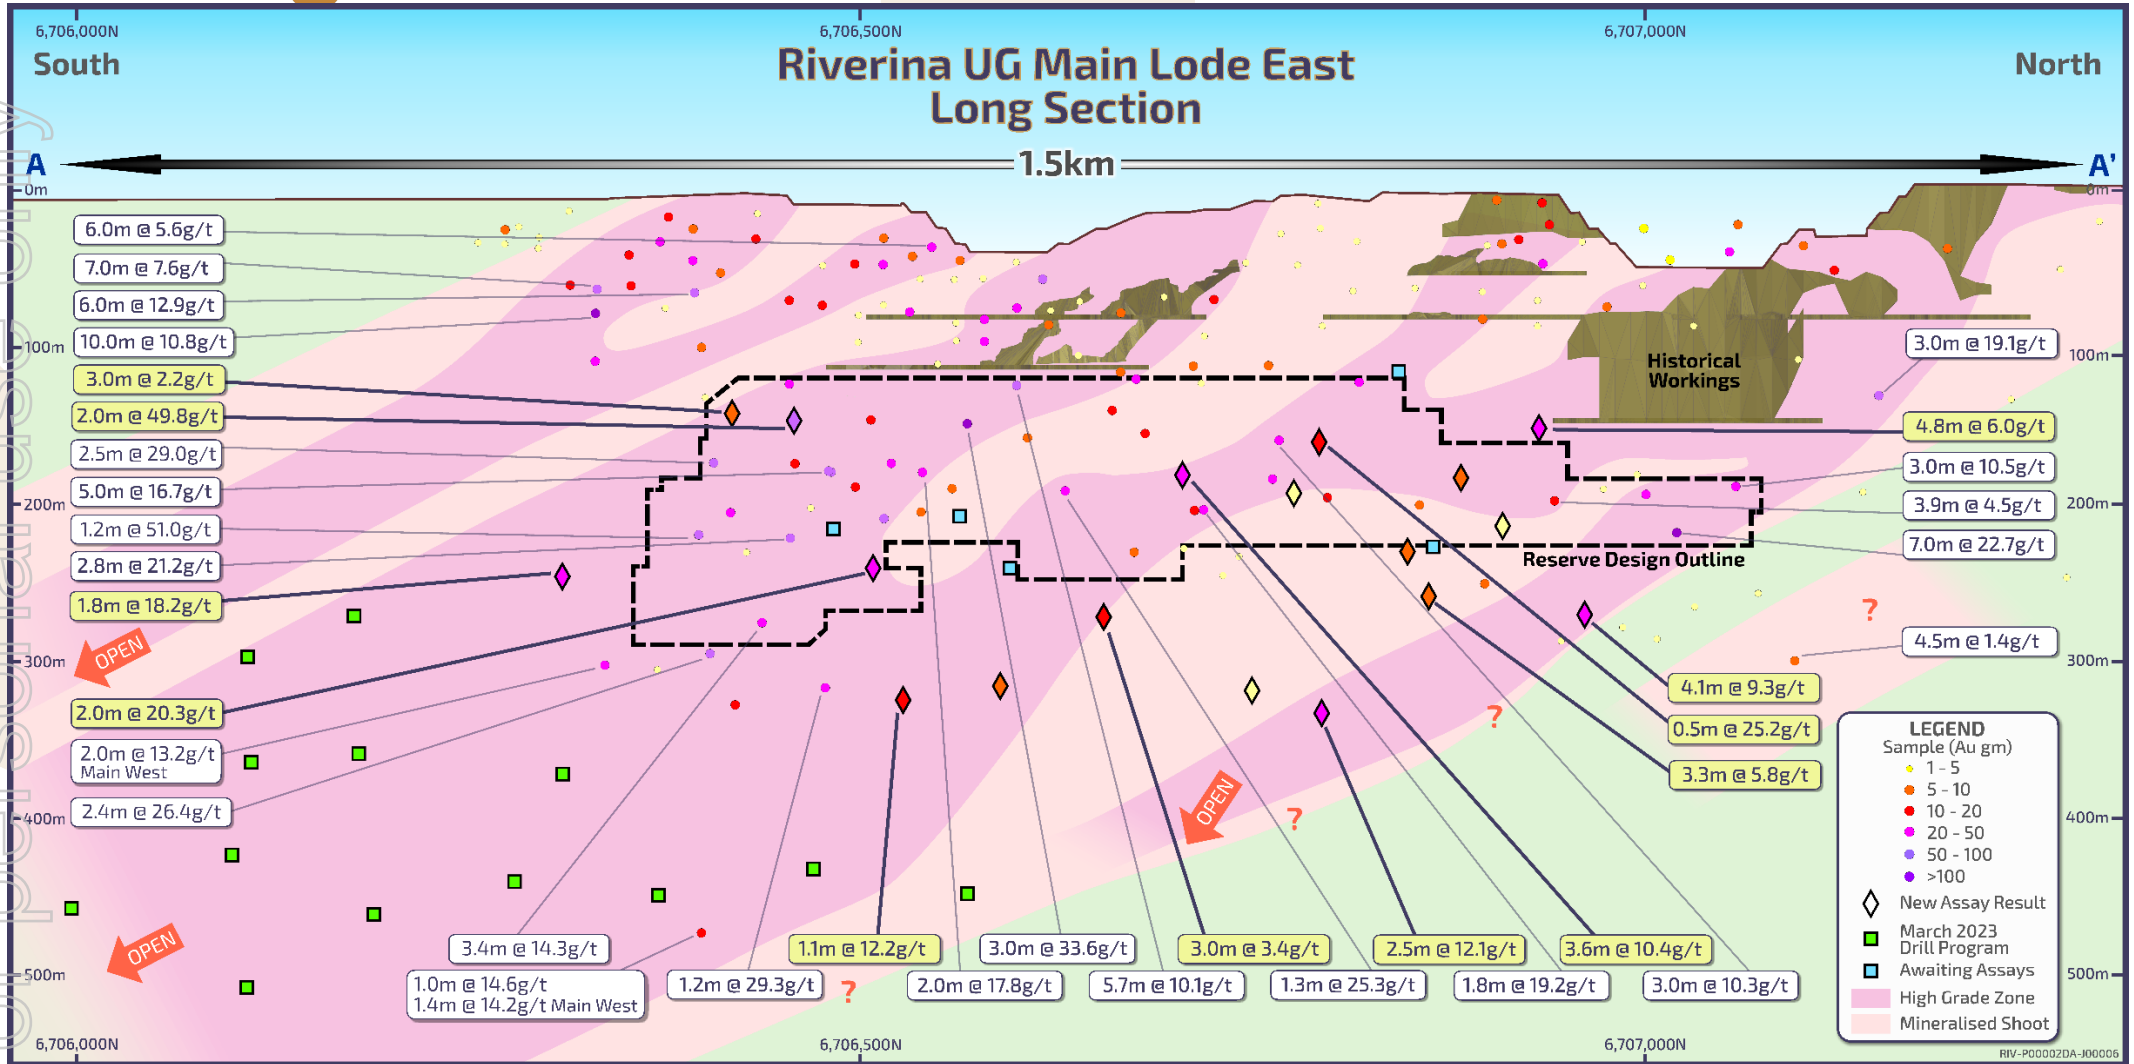 6,706,000N
6,706,500N
6,707,000N
South
Riverina UG Main Lode East
Long Section
North
A
1.5km
A'
0m
0m
6.0m @ 5.6g/t
7.0m @ 7.6g/t
6.0m @ 12.9g/t
10.0m @ 10.8g/t
100m
100m
3.0m @ 2.2g/t
2.0m @ 49.8g/t
2.5m @ 29.0g/t
5.0m @ 16.7g/t
200m
200m
1.2m @ 51.0g/t
2.8m @ 21.2g/t
1.8m @ 18.2g/t
OPEN
300m
300m
2.0m @ 20.3g/t
2.0m @ 13.2g/t
Main West
2.4m @ 26.4g/t
400m
400m
OPEN
500m
500m
Historical
Workings
3.0m @ 19.1g/t
4.8m @ 6.0g/t
3.0m @ 10.5g/t
3.9m @ 4.5g/t
7.0m @ 22.7g/t
Reserve Design Outline
?
4.5m @ 1.4g/t
4.1m @ 9.3g/t
0.5m @ 25.2g/t
3.3m @ 5.8g/t
?
OPEN
?
3.4m @ 14.3g/t
1.1m @ 12.2g/t
3.0m @ 33.6g/t
3.0m @ 3.4g/t
2.5m @ 12.1g/t
3.6m @ 10.4g/t
1.0m @ 14.6g/t
1.4m @ 14.2g/t Main West
1.2m @ 29.3g/t
?
2.0m @ 17.8g/t
5.7m @ 10.1g/t
1.3m @ 25.3g/t
1.8m @ 19.2g/t
3.0m @ 10.3g/t
LEGEND
Sample (Au gm)
1 - 5
5 - 10
10 - 20
20 - 50
50 - 100
>100
New Assay Result
March 2023
Drill Program
Awaiting Assays
High Grade Zone
Mineralised Shoot
6,706,000N
6,706,500N
6,707,000N
RIV-P00002DA-J00006